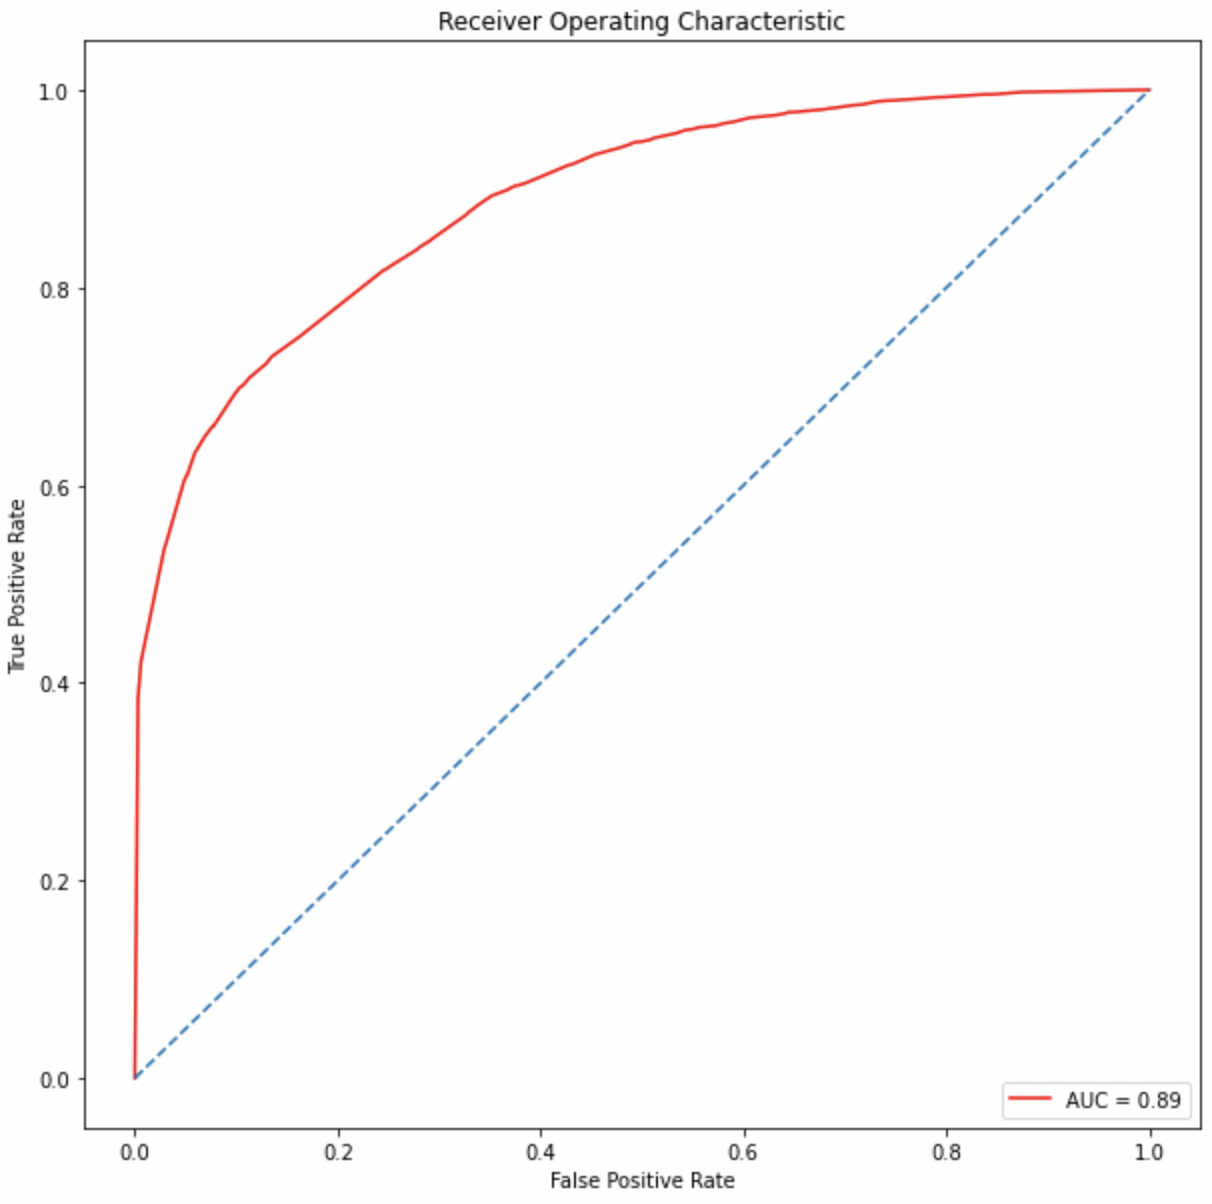 Receiver Operating Characteristic
1.0
0.8
0.6
0.4
0.2
0.0
True Positive Rate
AUC = 0.89
0.0 0.2 0.4 0.6 0.8 1.0
False Positive Rate